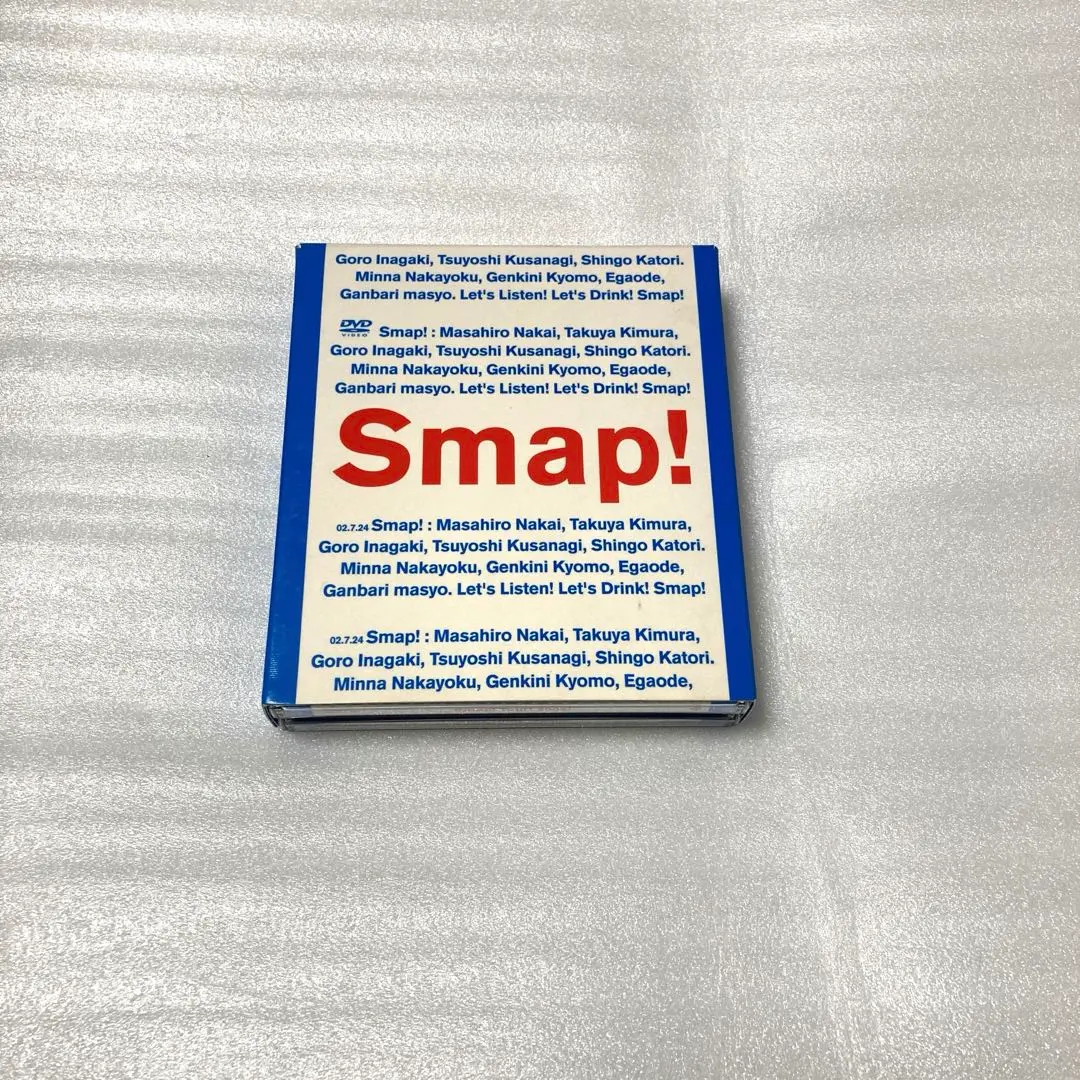 Goro Inagaki, Tsuyoshi Kusanagi, Shingo Katori.
Minna Nakayoku, Genkini Kyomo, Egaode,
Ganbari masyo. Let's Listen! Let's Drink! Smap!
DVD VIDEO Smap! : Masahiro Nakai, Takuya Kimura,
Goro Inagaki, Tsuyoshi Kusanagi, Shingo Katori.
Minna Nakayoku, Genkini Kyomo, Egaode,
Ganbari masyo. Let's Listen! Let's Drink! Smap!
Smap!
02.7.24 Smap! : Masahiro Nakai, Takuya Kimura,
Goro Inagaki, Tsuyoshi Kusanagi, Shingo Katori.
Minna Nakayoku, Genkini Kyomo, Egaode,
Ganbari masyo. Let's Listen! Let's Drink! Smap!
02.7.24 Smap! : Masahiro Nakai, Takuya Kimura,
Goro Inagaki, Tsuyoshi Kusanagi, Shingo Katori.
Minna Nakayoku, Genkini Kyomo, Egaode,